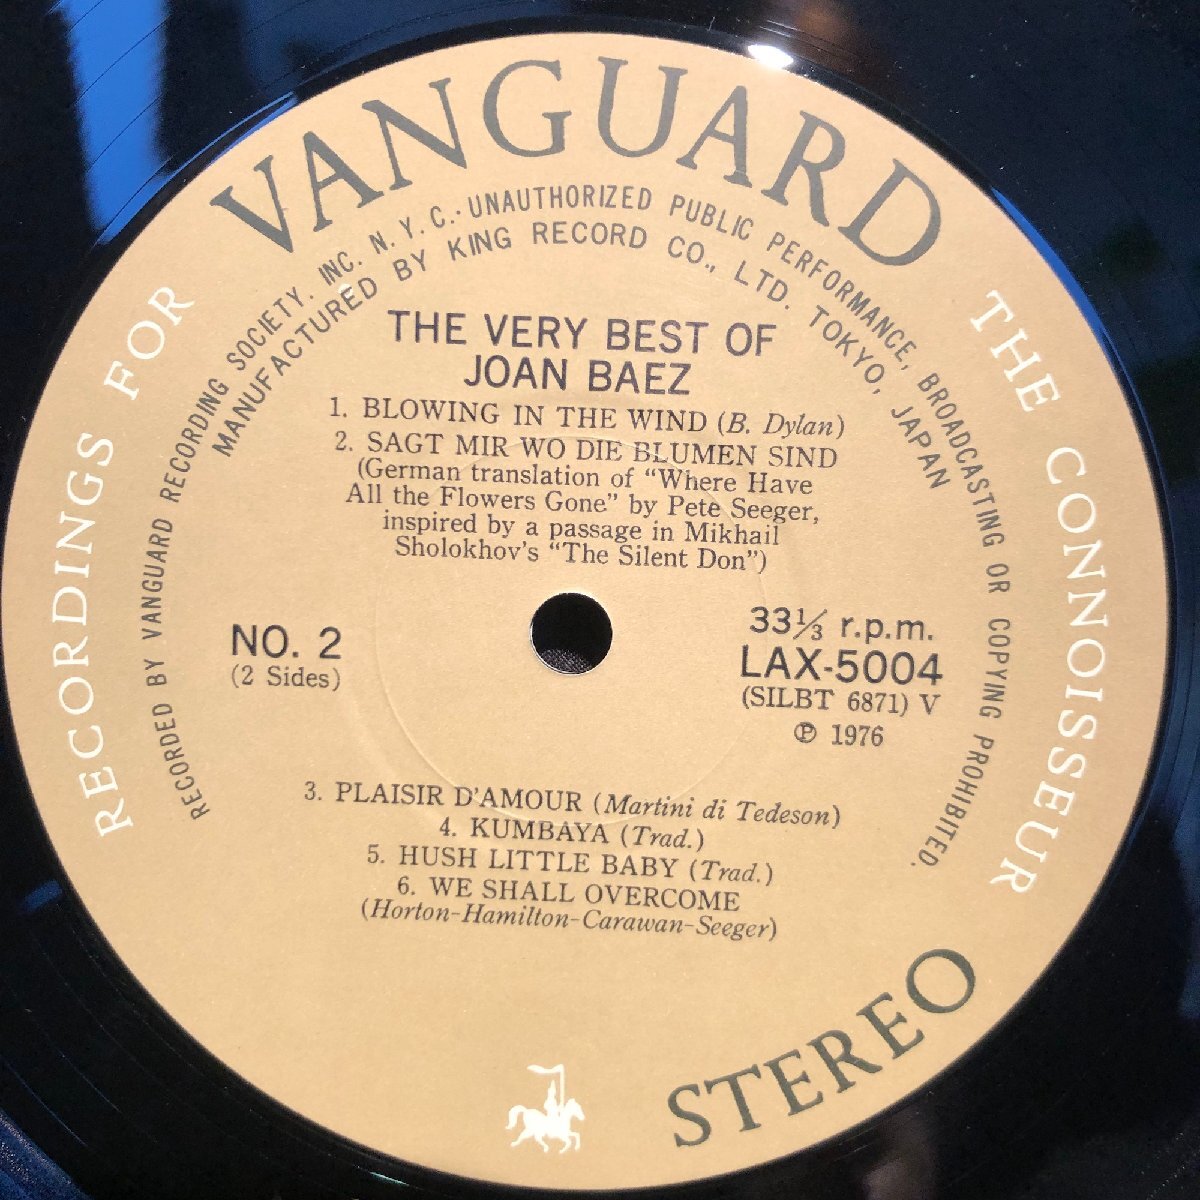 VANGUARD
RECORDINGS FOR THE CONNOISSEUR
RECORDED BY VANGUARD RECORDING SOCIETY. INC. N. Y. C.· UNAUTHORIZED PUBLIC PERFORMANCE, BROADCASTING OR COPYING PROHIBITED.
MANUFACTURED BY KING RECORD CO., LTD. TOKYO, JAPAN
THE VERY BEST OF
JOAN BAEZ
1. BLOWING IN THE WIND (B. Dylan)
2. SAGT MIR WO DIE BLUMEN SIND
(German translation of “Where Have
All the Flowers Gone” by Pete Seeger,
inspired by a passage in Mikhail
Sholokhov's “The Silent Don”)
NO. 2
(2 Sides)
33⅓ r.p.m.
LAX-5004
(SILBT 6871) V
℗ 1976
3. PLAISIR D'AMOUR (Martini di Tedeson)
4. KUMBAYA (Trad.)
5. HUSH LITTLE BABY (Trad.)
6. WE SHALL OVERCOME
(Horton-Hamilton-Carawan-Seeger)
STEREO